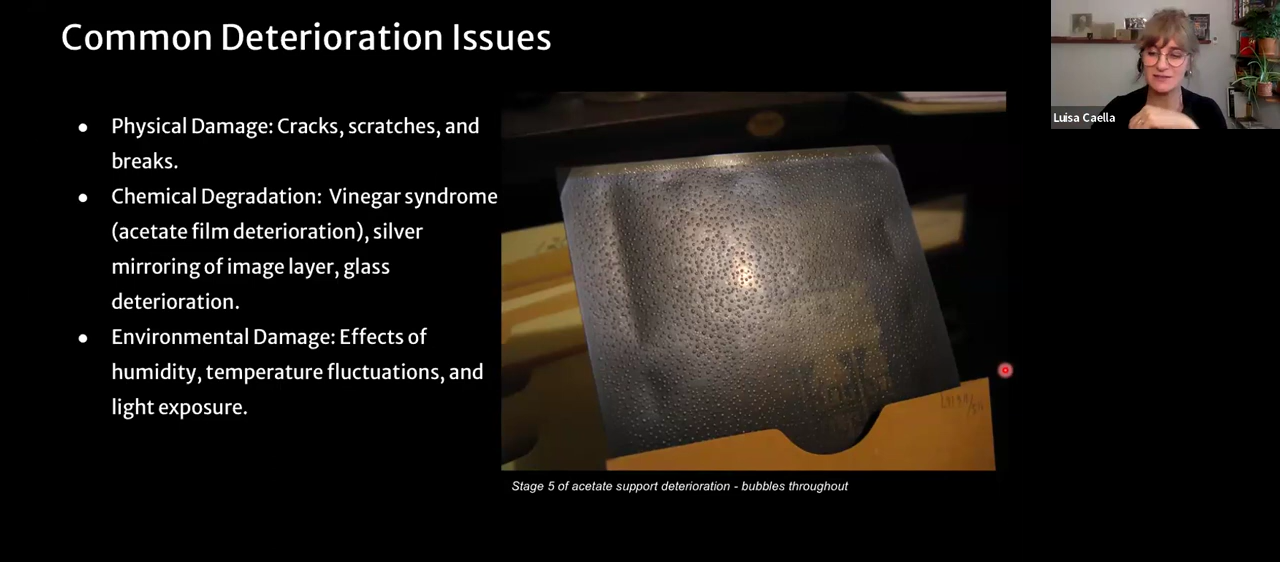 Common Deterioration Issues
Luisa Caella
● Physical Damage: Cracks, scratches, and
breaks.
● Chemical Degradation:  Vinegar syndrome
(acetate film deterioration), silver
mirroring of image layer, glass
deterioration.
● Environmental Damage: Effects of
humidity, temperature fluctuations, and
light exposure.
Stage 5 of acetate support deterioration - bubbles throughout